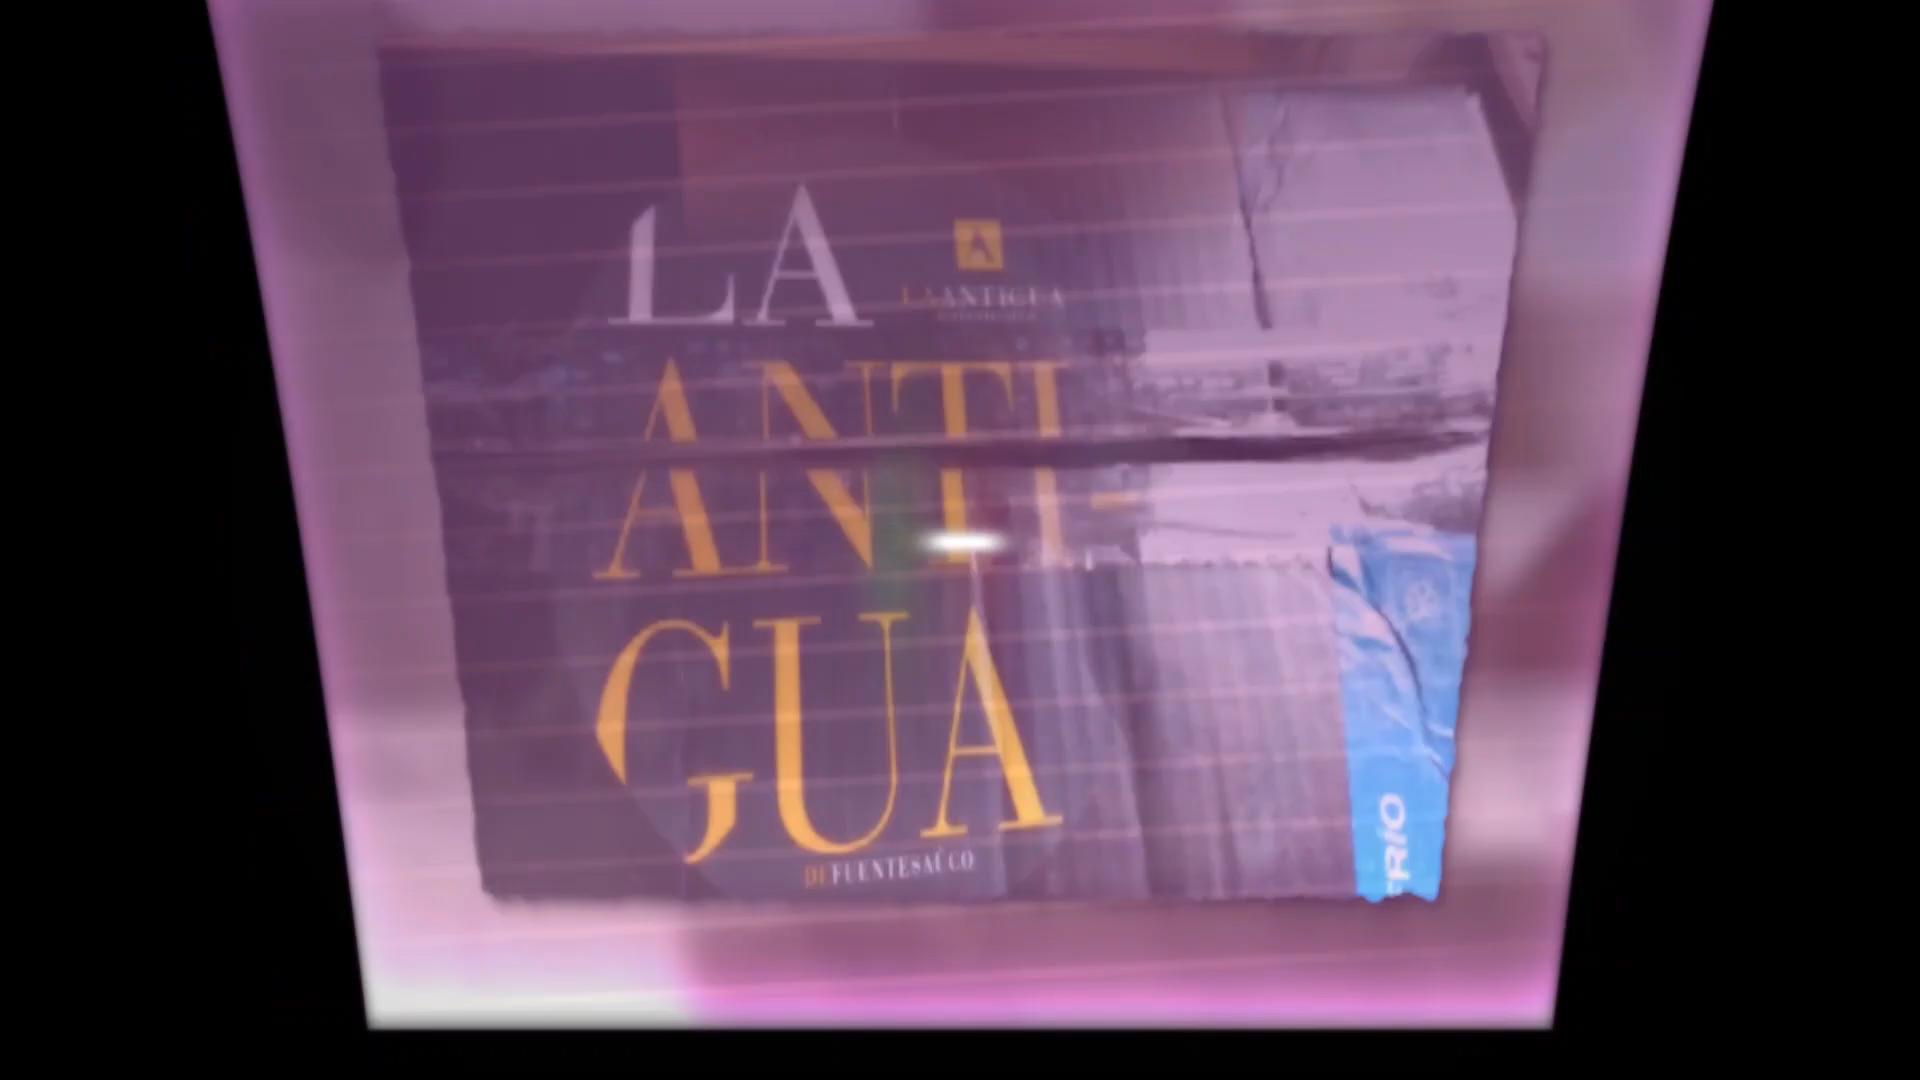 LA
A
LA ANTIGUA
ANTI-
GUA
DE FUENTESAÚCO
FRÍO